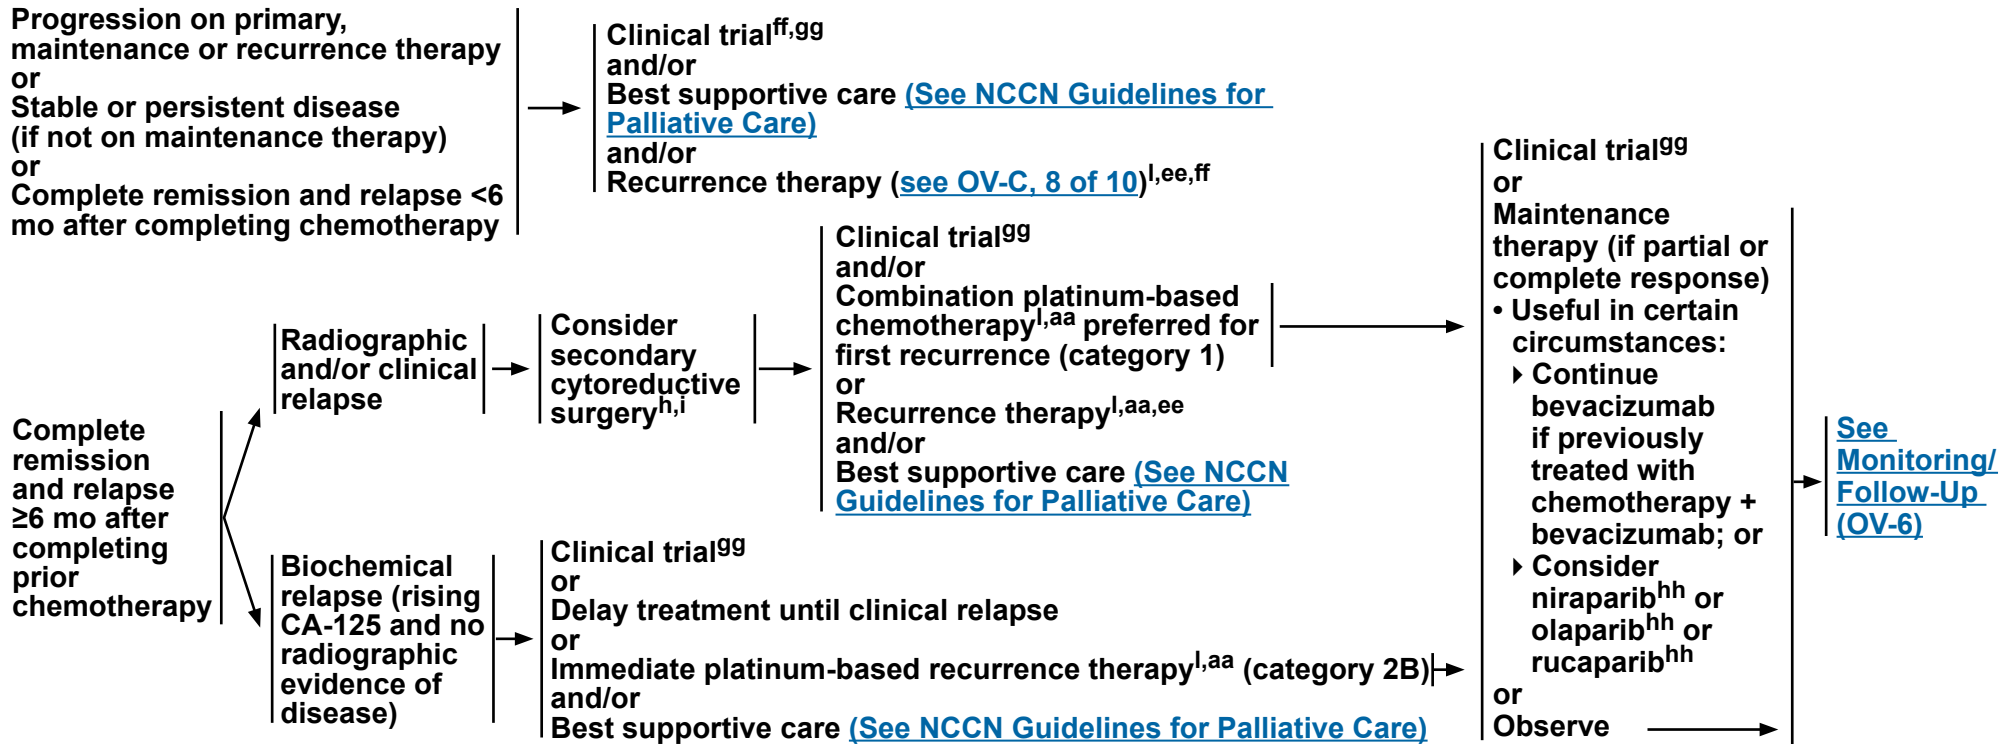 Progression on primary,
maintenance or recurrence therapy
or
Stable or persistent disease
(if not on maintenance therapy)
or
Complete remission and relapse <6
mo after completing chemotherapy
Clinical trialff,gg
and/or
Best supportive care (See NCCN Guidelines for
Palliative Care)
and/or
Recurrence therapy (see OV-C, 8 of 10)l,ee,ff
Complete
remission
and relapse
≥6 mo after
completing
prior
chemotherapy
Radiographic
and/or clinical
relapse
Consider
secondary
cytoreductive
surgeryh,i
Clinical trialgg
and/or
Combination platinum-based
chemotherapyl,aa preferred for
first recurrence (category 1)
or
Recurrence therapyl,aa,ee
and/or
Best supportive care (See NCCN
Guidelines for Palliative Care)
Biochemical
relapse (rising
CA-125 and no
radiographic
evidence of
disease)
Clinical trialgg
or
Delay treatment until clinical relapse
or
Immediate platinum-based recurrence therapyl,aa (category 2B)
and/or
Best supportive care (See NCCN Guidelines for Palliative Care)
Clinical trialgg
or
Maintenance
therapy (if partial or
complete response)
• Useful in certain
circumstances:
Continue
bevacizumab
if previously
treated with
chemotherapy +
bevacizumab; or
Consider
niraparibhh or
olaparibhh or
rucaparibhh
or
Observe
See
Monitoring/
Follow-Up
(OV-6)